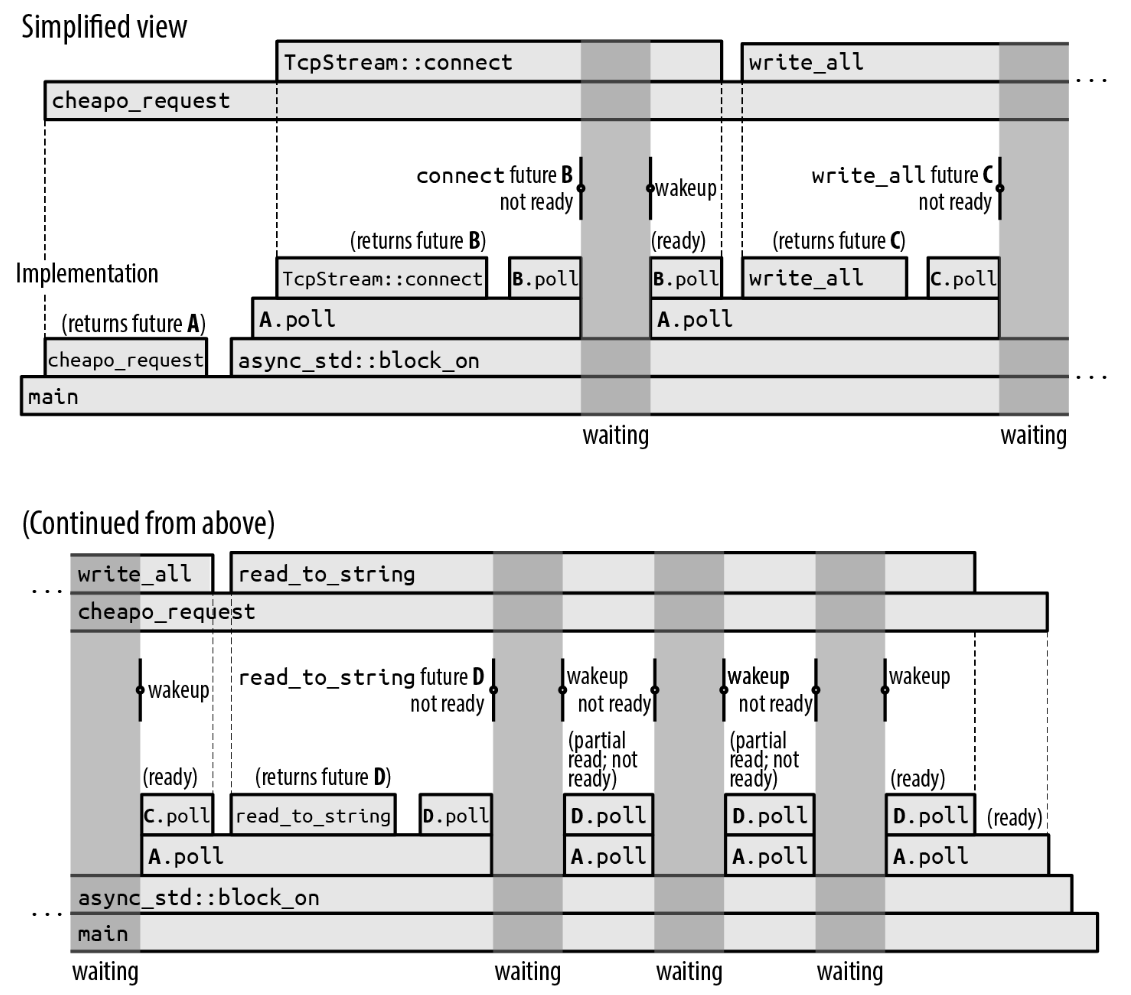 Simplified view
TcpStream::connect
write_all
cheapo_request
...
connect future B
not ready
wakeup
write_all future C
not ready
(returns future B)
(ready)
(returns future C)
Implementation
TcpStream::connect
B.poll
B.poll
write_all
C.poll
(returns future A)
A.poll
A.poll
cheapo_request
async_std::block_on
...
main
waiting
waiting
(Continued from above)
write_all
read_to_string
...
cheapo_request
wakeup
read_to_string future D
not ready
wakeup
not ready
wakeup
not ready
wakeup
(partial
read; not
ready)
(partial
read; not
ready)
(ready)
(returns future D)
(ready)
C.poll
read_to_string
D.poll
D.poll
D.poll
D.poll
(ready)
A.poll
A.poll
A.poll
A.poll
async_std::block_on
...
main
waiting
waiting
waiting
waiting